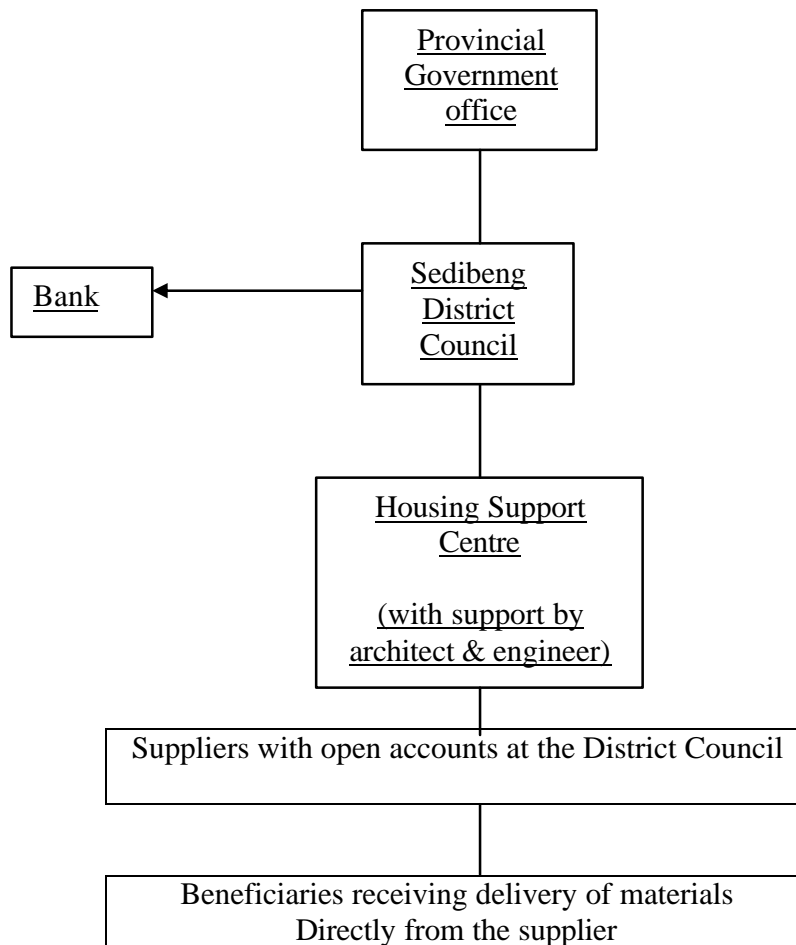 Provincial
Government
office
Bank
Sedibeng
District
Council
Housing Support
Centre
(with support by
architect & engineer)
Suppliers with open accounts at the District Council
Beneficiaries receiving delivery of materials
Directly from the supplier